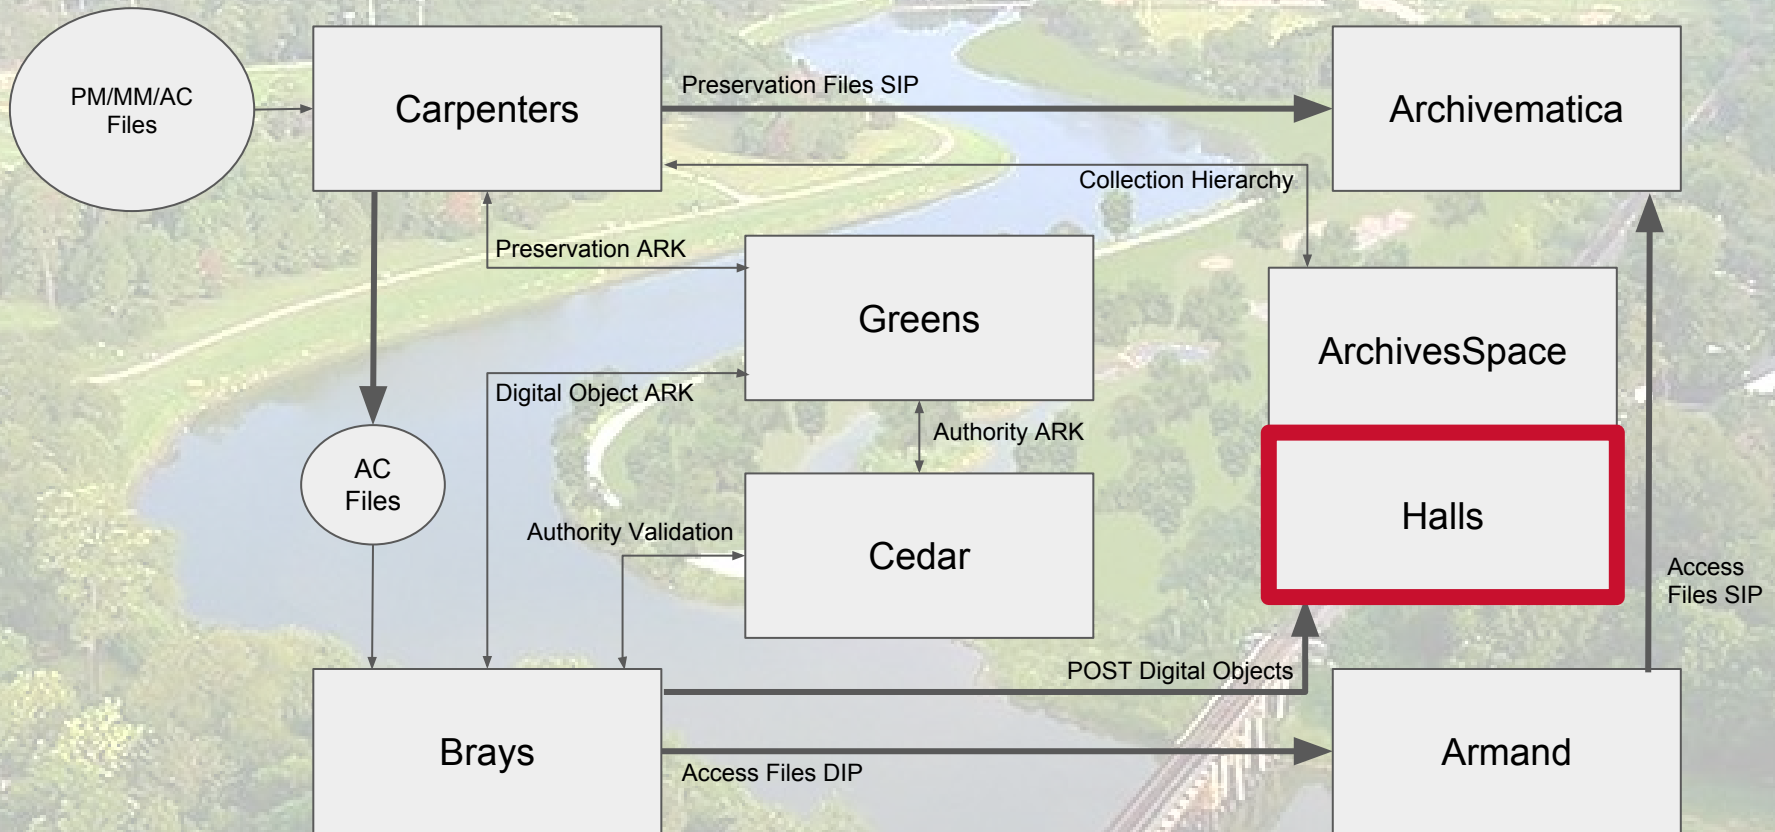 PM/MM/AC
Files
Carpenters
Preservation Files SIP
Archivematica
Collection Hierarchy
Preservation ARK
Greens
ArchivesSpace
Digital Object ARK
Authority ARK
AC
Files
Halls
Authority Validation
Cedar
Access
Files SIP
POST Digital Objects
Brays
Access Files DIP
Armand